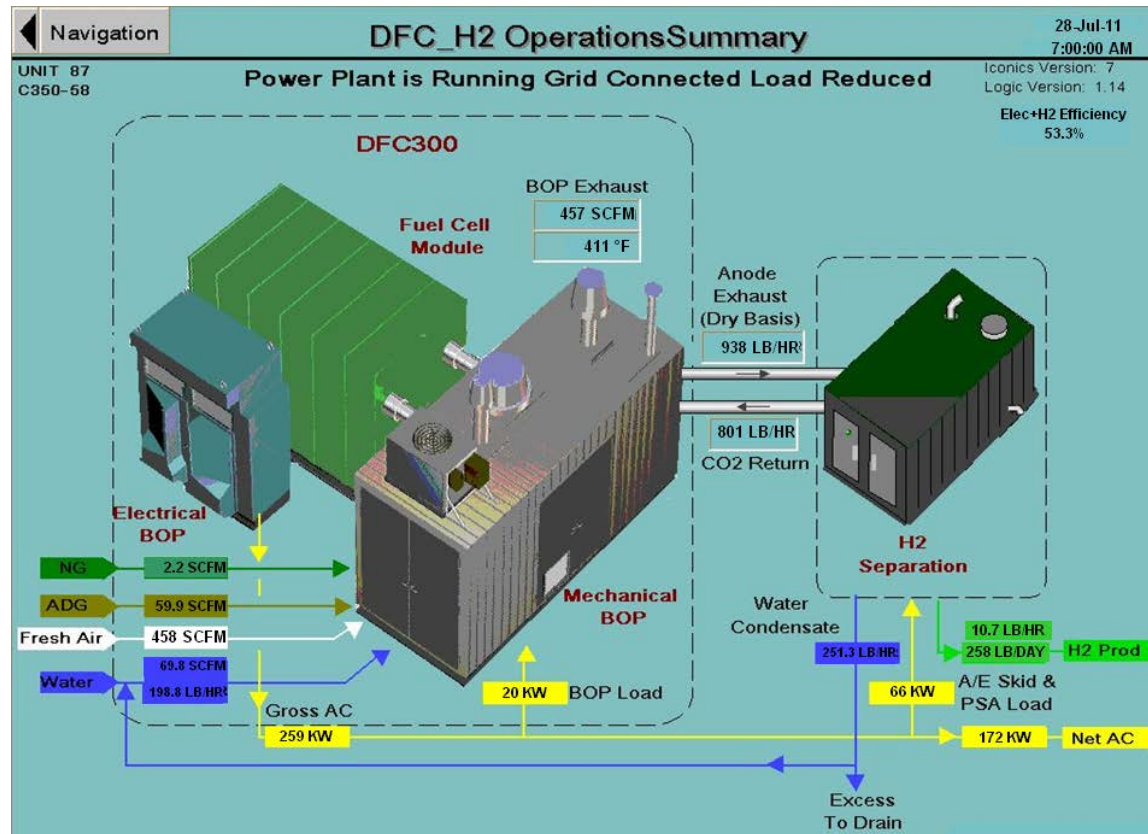 Navigation
DFC_H2 OperationsSummary
28-Jul-11
7:00:00 AM
UNIT 87
C350-58
Power Plant is Running Grid Connected Load Reduced
Iconics Version: 7
Logic Version: 1.14
Elec+H2 Efficiency
53.3%
DFC300
BOP Exhaust
457 SCFM
411 °F
Fuel Cell
Module
Anode
Exhaust
(Dry Basis)
938 LB/HR
801 LB/HR
CO2 Return
Electrical
BOP
H2
Separation
NG
2.2 SCFM
ADG
59.9 SCFM
Fresh Air
458 SCFM
Water
69.8 SCFM
198.8 LB/HR
Mechanical
BOP
Water
Condensate
251.3 LB/HR
10.7 LB/HR
258 LB/DAY
H2 Prod
20 KW
BOP Load
66 KW
A/E Skid &
PSA Load
Gross AC
259 KW
172 KW
Net AC
Excess
To Drain